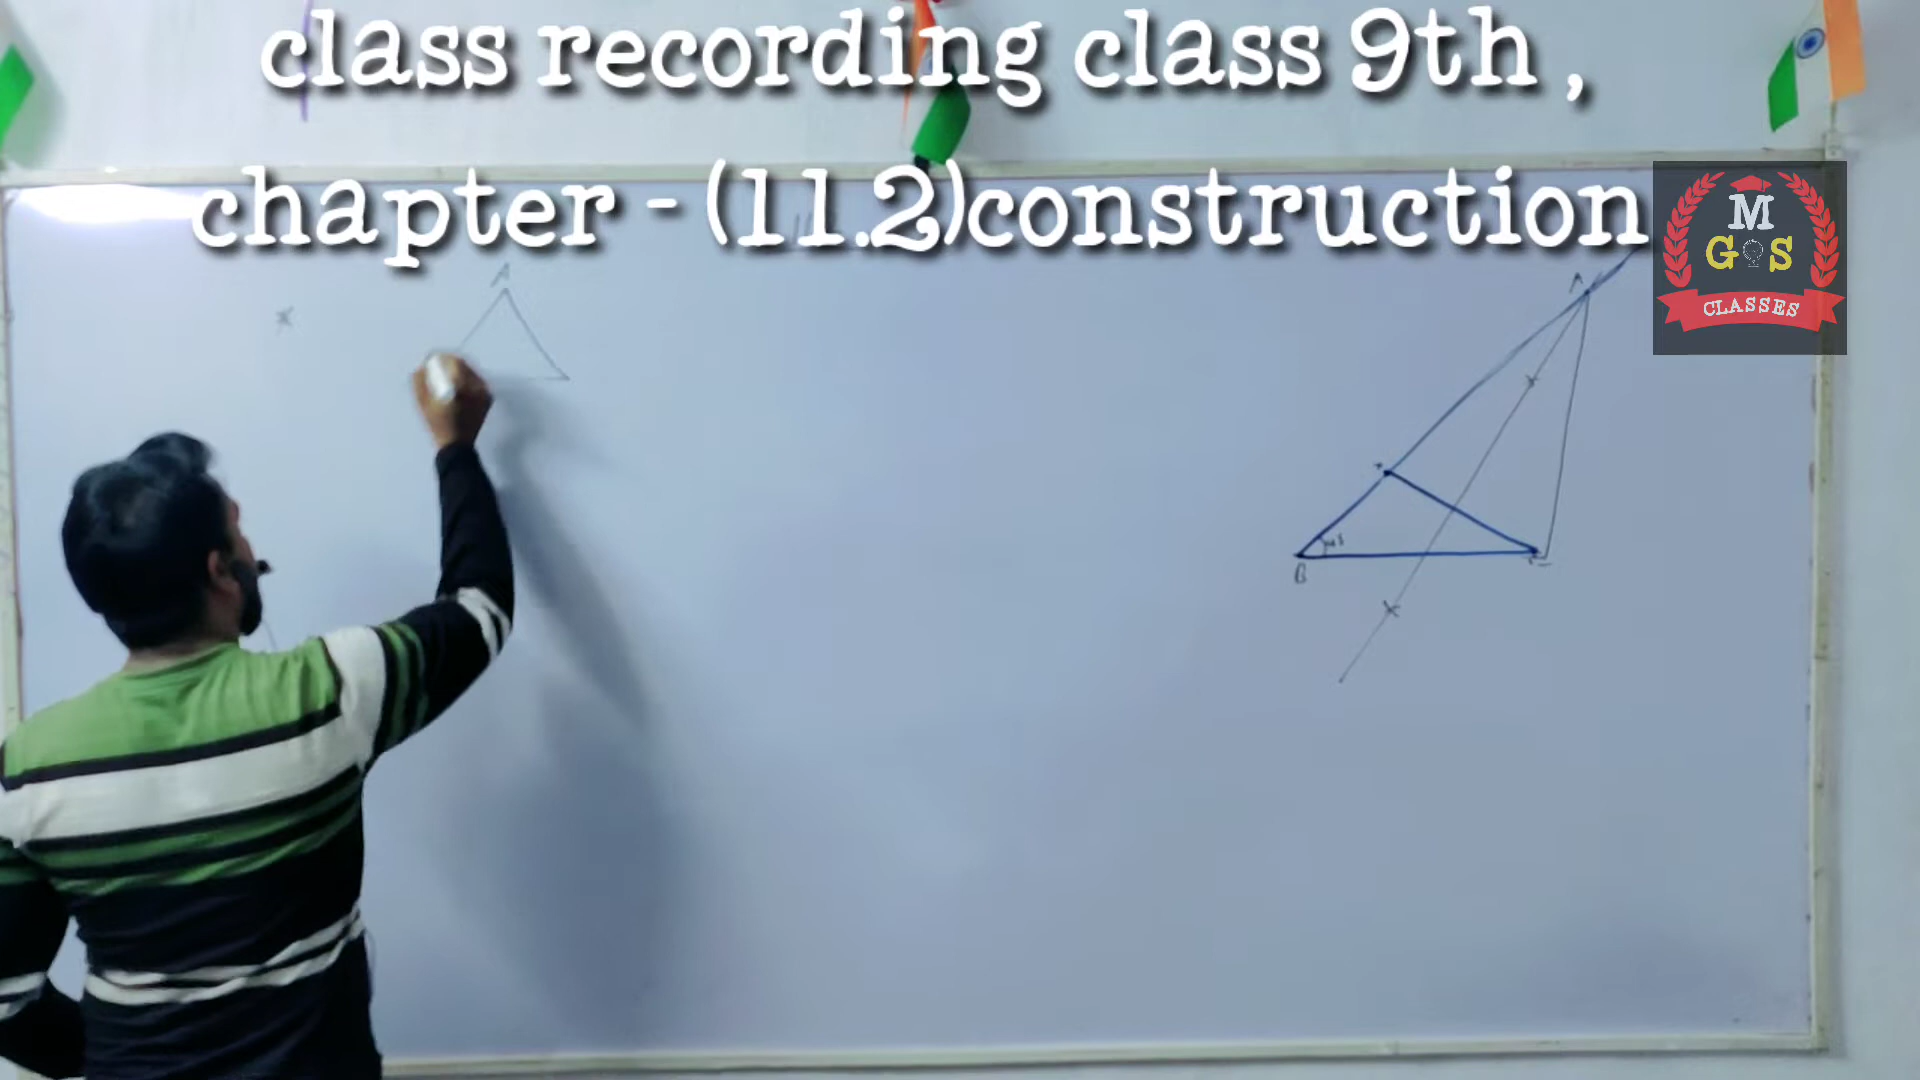 class recording class 9th ,
chapter - (11.2)construction
M
G S
CLASSES
A
A
B